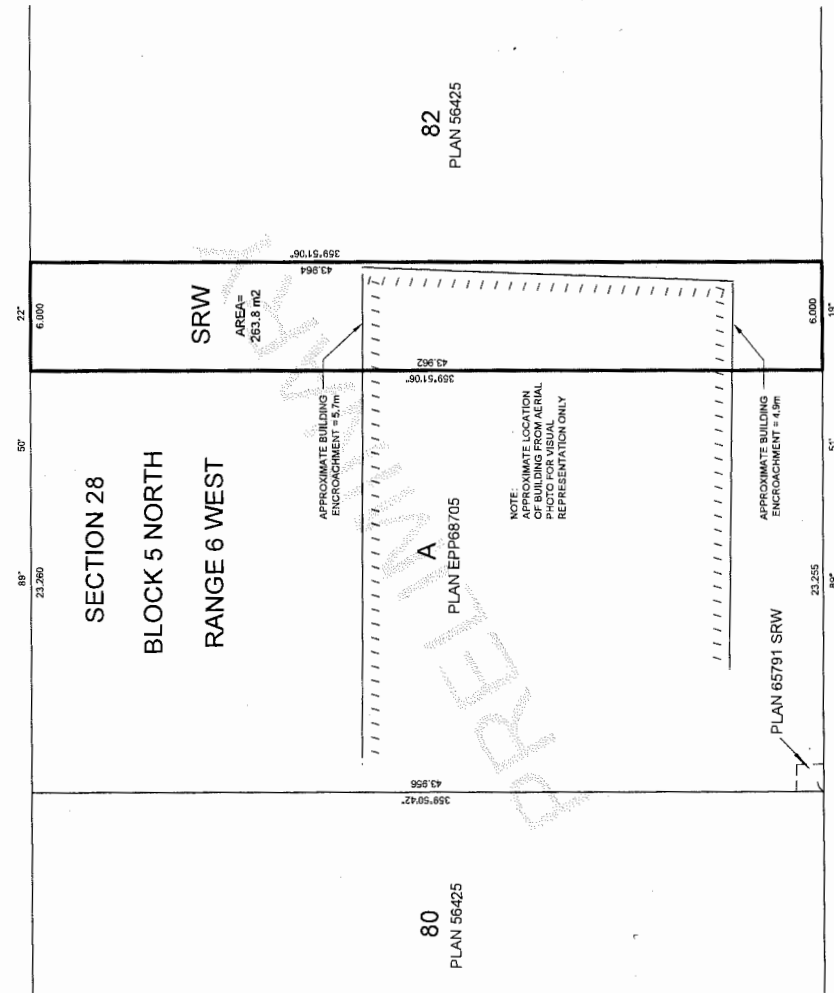 82
PLAN 56425
22"
6.000
SRW
AREA=
263.8 m2
359°51'06"
43.964
APPROXIMATE BUILDING
ENCROACHMENT = 5.7m
43.962
359°51'06"
6.000
19"
APPROXIMATE BUILDING
ENCROACHMENT = 4.9m
50'
SECTION 28
BLOCK 5 NORTH
RANGE 6 WEST
NOTE:
APPROXIMATE LOCATION
OF BUILDING FROM AERIAL
PHOTO FOR VISUAL
REPRESENTATION ONLY
51'
89°
23.260
A
PLAN EPP68705
23.255
89°
PLAN 65791 SRW
43.956
359°50'42"
80
PLAN 56425
PRELIMINARY